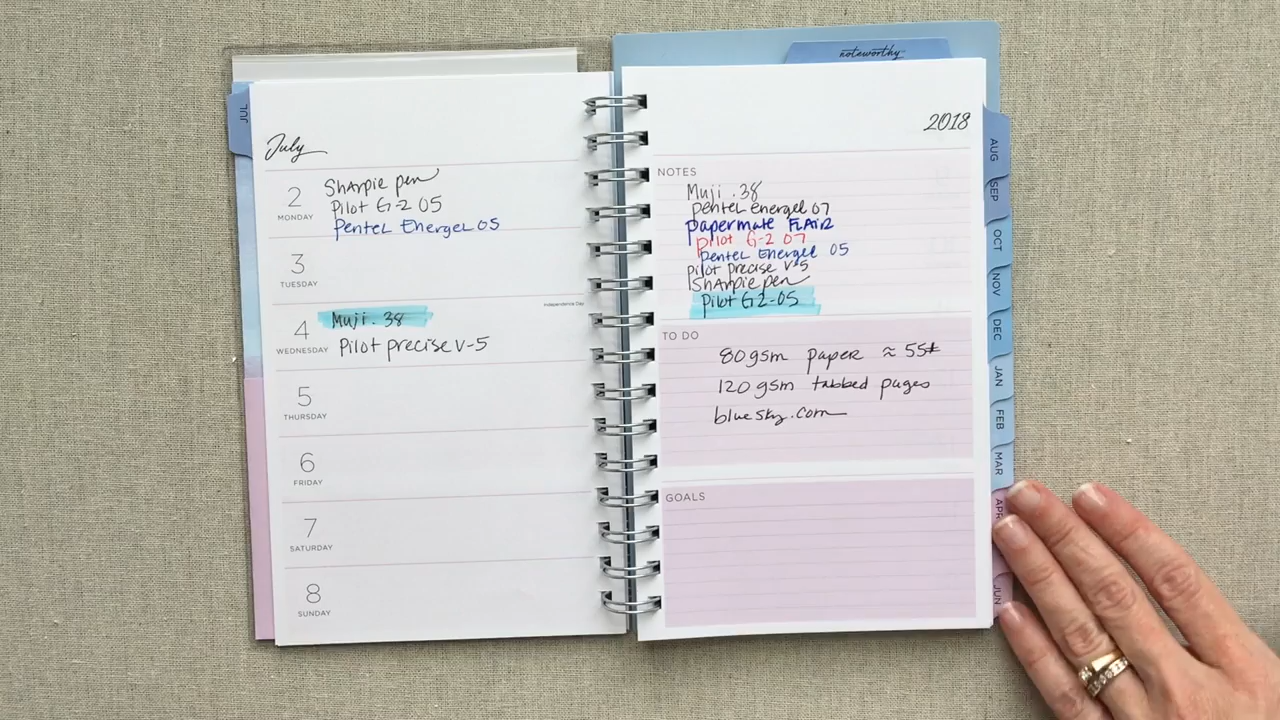 noteworthy
JUL
July
2
MONDAY
Sharpie pen
Pilot G-2 05
Pentel Energel 05
3
TUESDAY
Independence Day
4
WEDNESDAY
Muji .38
Pilot precise v-5
5
THURSDAY
6
FRIDAY
7
SATURDAY
8
SUNDAY
2018
NOTES
Muji .38
pentel energel 07
papermate FLAIR
pilot G-2 07
pentel Energel 05
pilot precise v-5
sharpie pen
pilot G2-05
TO DO
80gsm paper ≈ 55#
120 gsm tabbed pages
bluesky.com
GOALS
AUG
SEP
OCT
NOV
DEC
JAN
FEB
MAR
APR
JUN